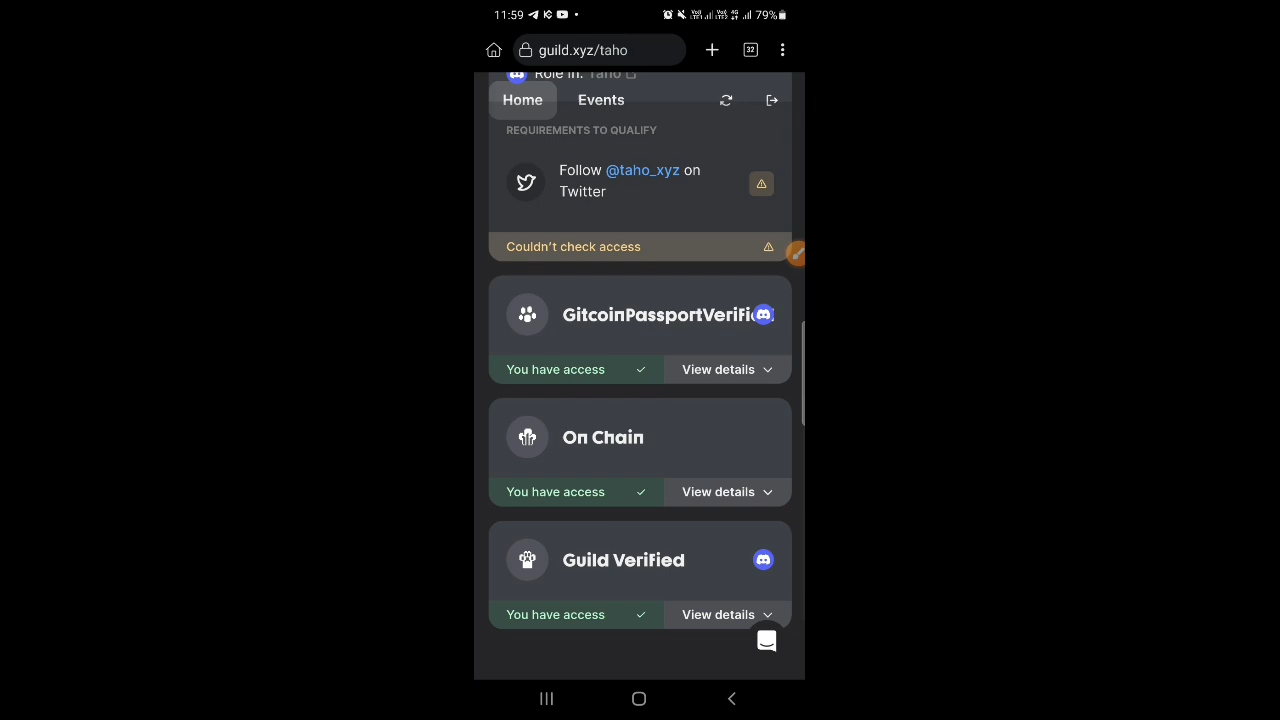 11:59 79%
guild.xyz/taho 32
Role in: Taho
Home Events
REQUIREMENTS TO QUALIFY
Follow @taho_xyz on
Twitter
Couldn't check access
GitcoinPassportVerifie
You have access View details
On Chain
You have access View details
Guild Verified
You have access View details